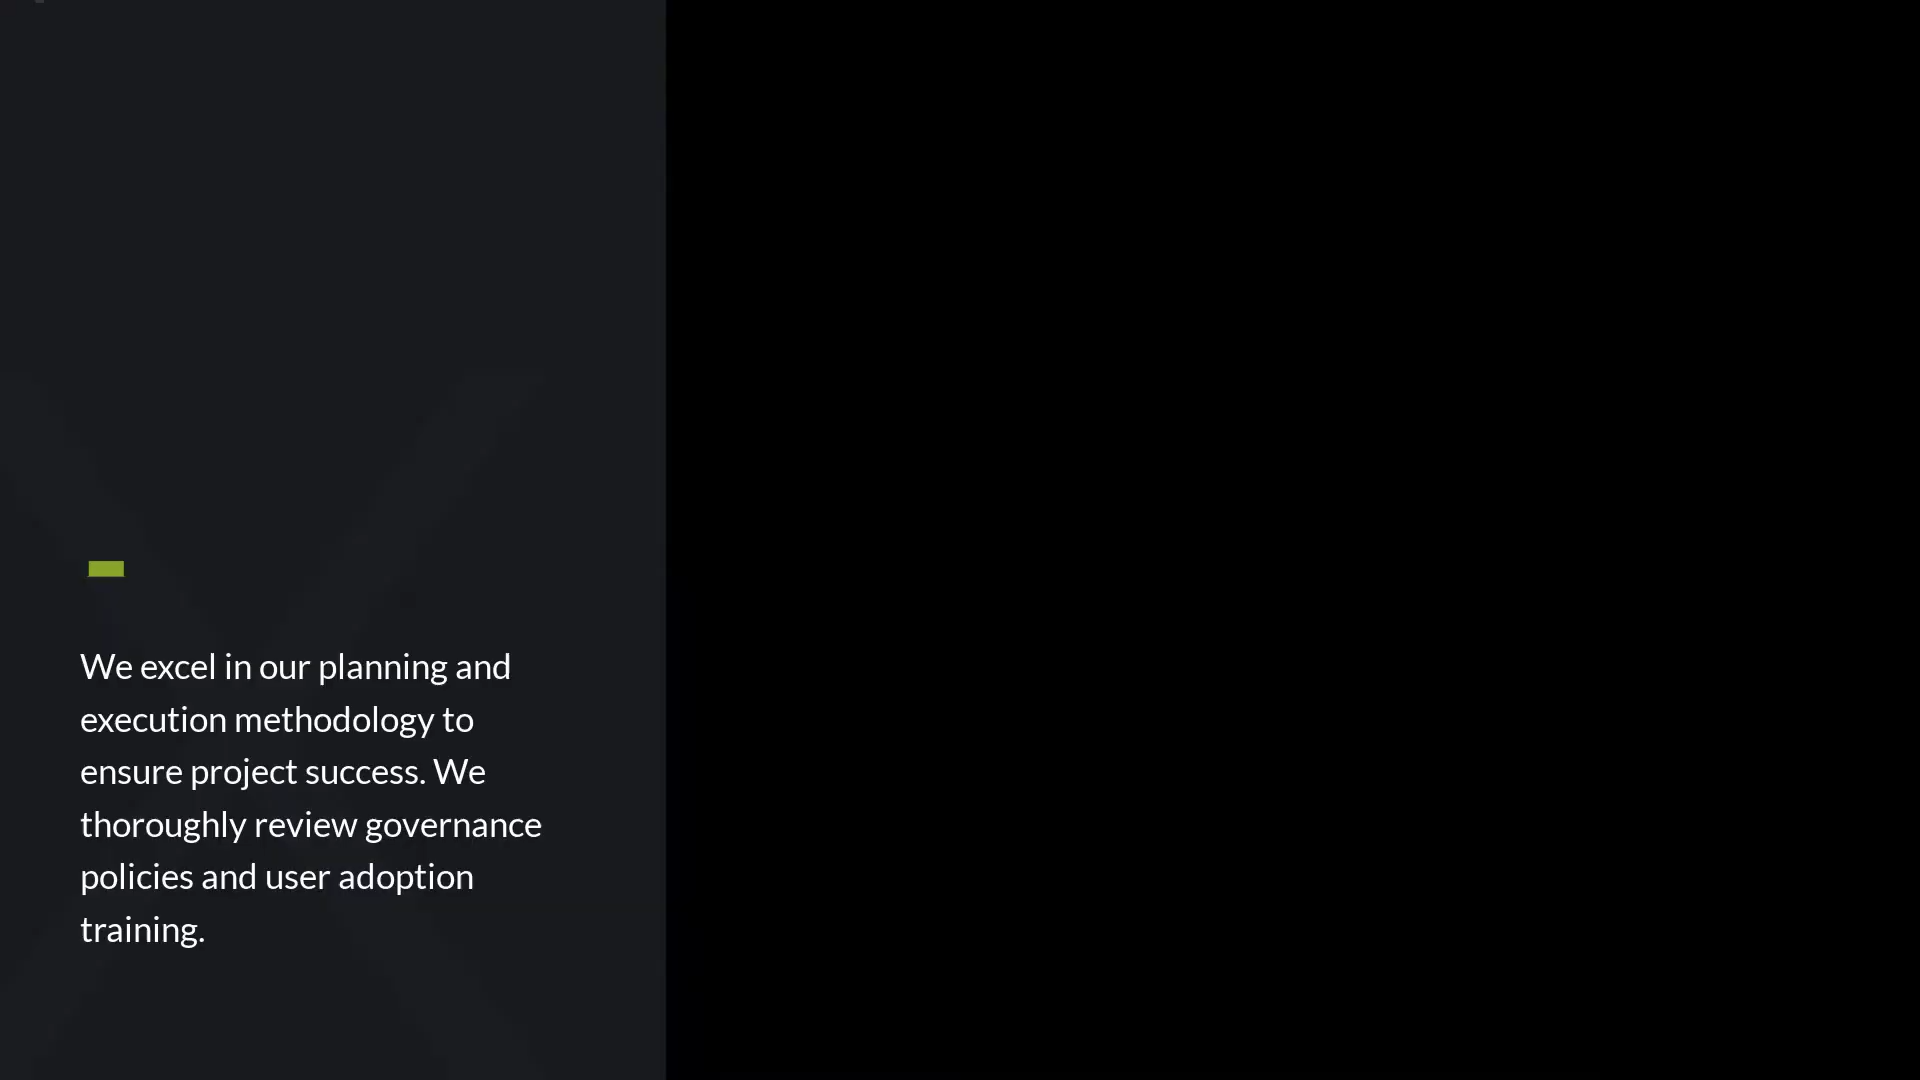 We excel in our planning and
execution methodology to
ensure project success. We
thoroughly review governance
policies and user adoption
training.